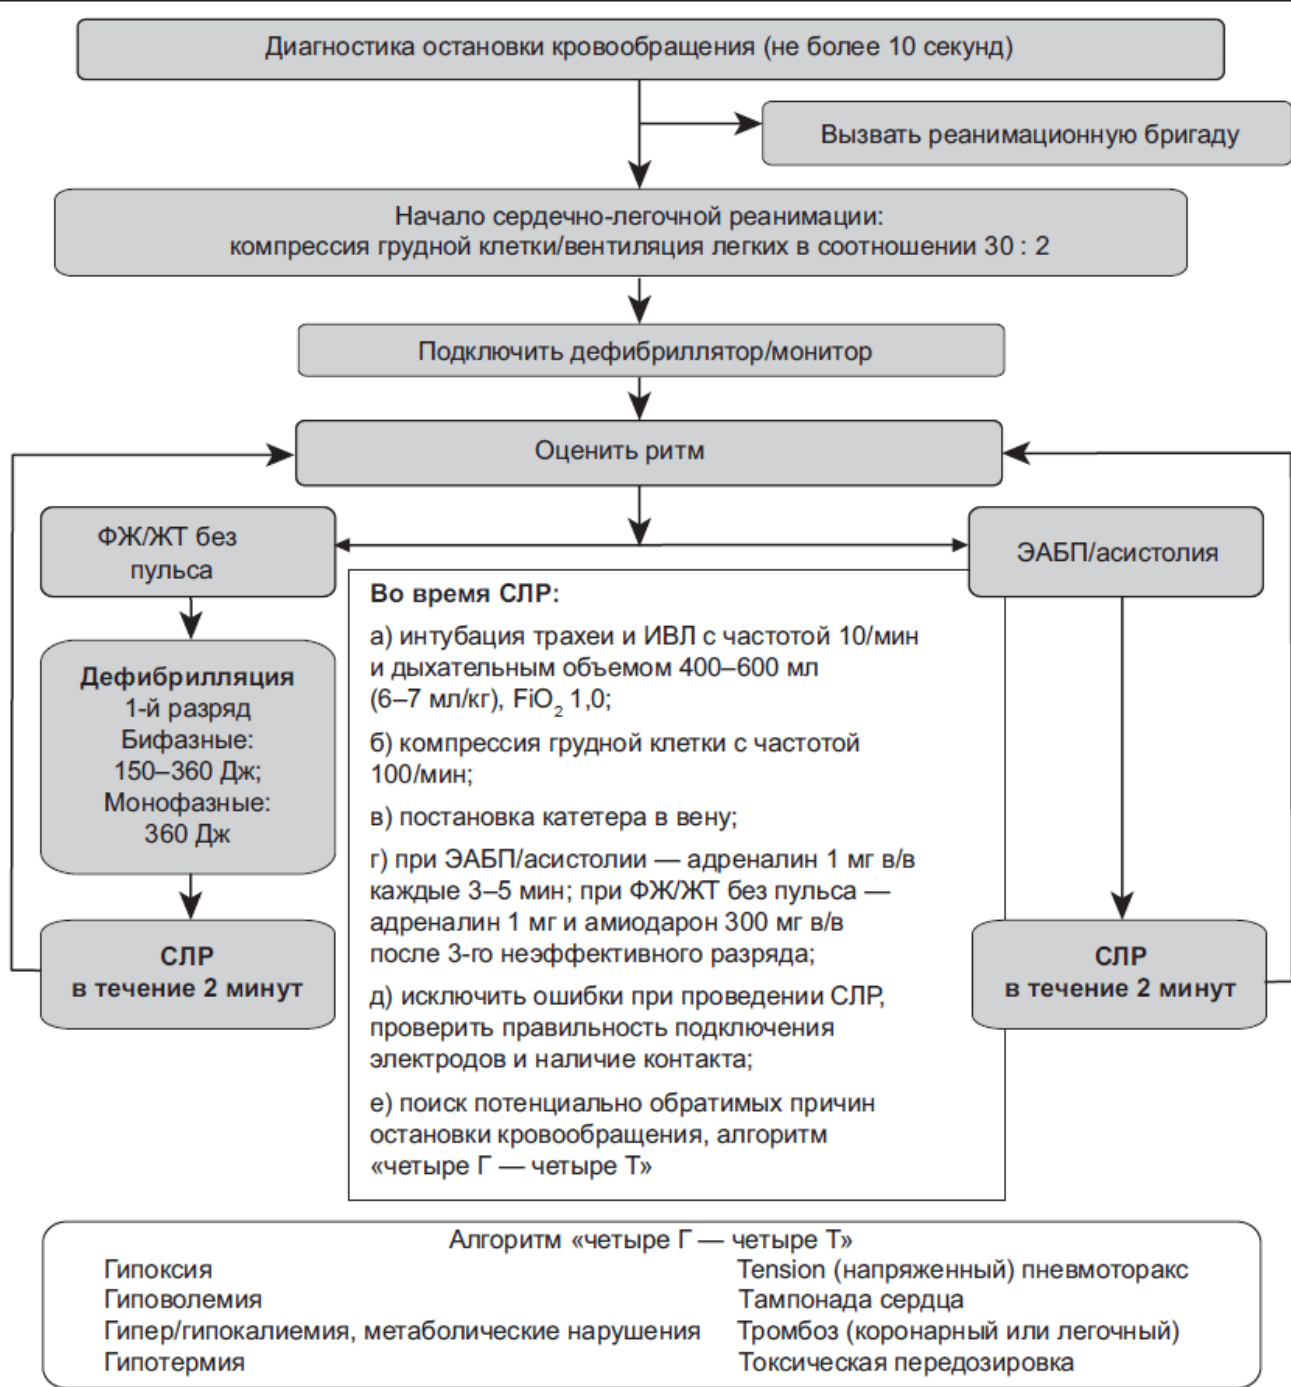 Диагностика остановки кровообращения (не более 10 секунд)
Вызвать реанимационную бригаду
Начало сердечно-легочной реанимации:
компрессия грудной клетки/вентиляция легких в соотношении 30 : 2
Подключить дефибриллятор/монитор
Оценить ритм
ФЖ/ЖТ без
пульса
Дефибрилляция
1-й разряд
Бифазные:
150–360 Дж;
Монофазные:
360 Дж
СЛР
в течение 2 минут
Во время СЛР:
а) интубация трахеи и ИВЛ с частотой 10/мин
и дыхательным объемом 400–600 мл
(6–7 мл/кг), FiO₂ 1,0;
б) компрессия грудной клетки с частотой
100/мин;
в) постановка катетера в вену;
г) при ЭАБП/асистолии — адреналин 1 мг в/в
каждые 3–5 мин; при ФЖ/ЖТ без пульса —
адреналин 1 мг и амиодарон 300 мг в/в
после 3-го неэффективного разряда;
д) исключить ошибки при проведении СЛР,
проверить правильность подключения
электродов и наличие контакта;
е) поиск потенциально обратимых причин
остановки кровообращения, алгоритм
«четыре Г — четыре Т»
ЭАБП/асистолия
СЛР
в течение 2 минут
Алгоритм «четыре Г — четыре Т»
Гипоксия
Гиповолемия
Гипер/гипокалиемия, метаболические нарушения
Гипотермия
Tension (напряженный) пневмоторакс
Тампонада сердца
Тромбоз (коронарный или легочный)
Токсическая передозировка